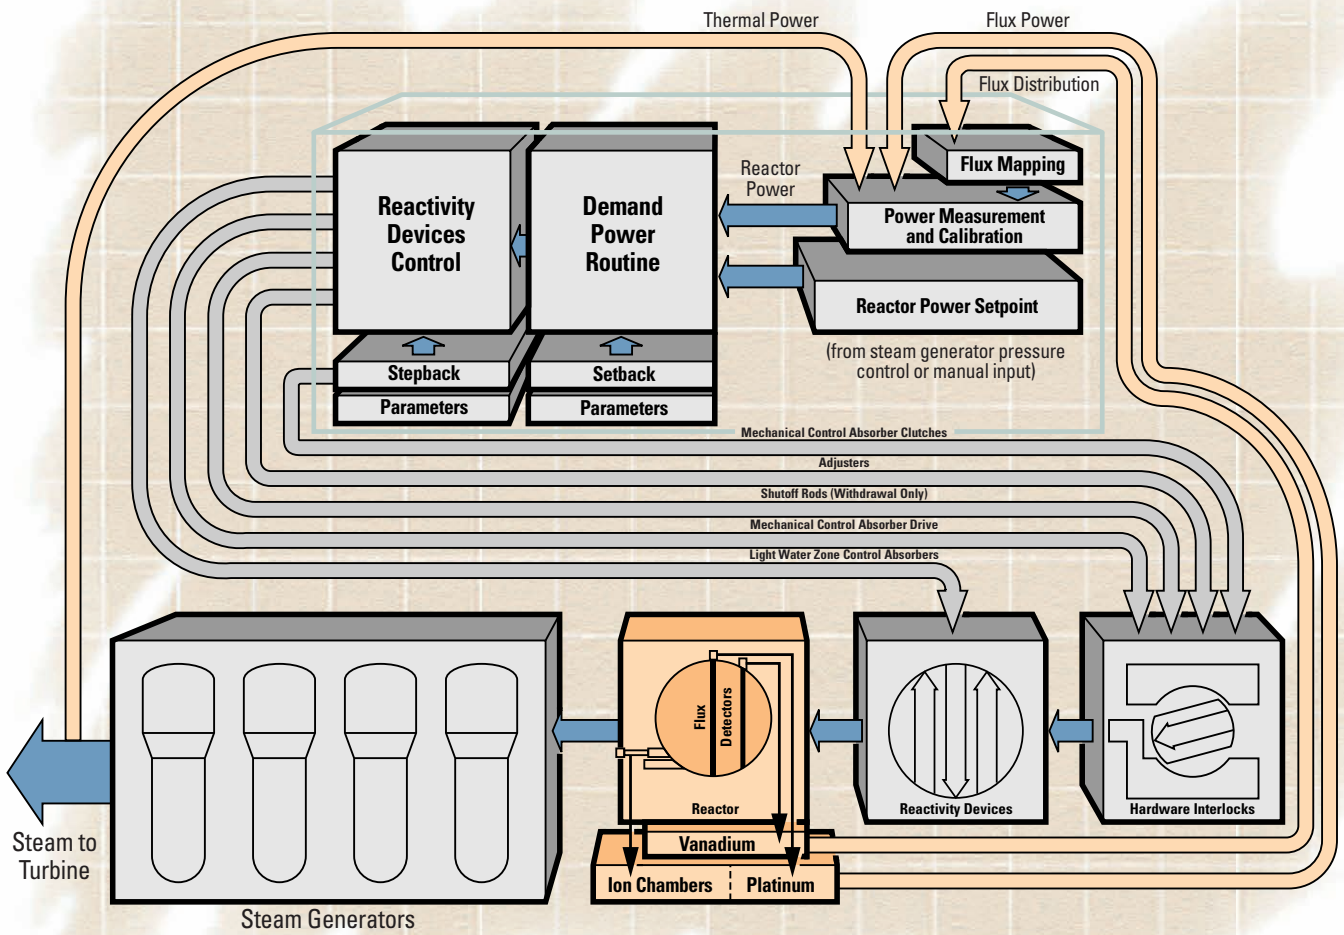 Thermal Power
Flux Power
Flux Distribution
Flux Mapping
Reactor
Power
Power Measurement
and Calibration
Reactivity
Devices
Control
Demand
Power
Routine
Reactor Power Setpoint
(from steam generator pressure
control or manual input)
Stepback
Setback
Parameters
Parameters
Mechanical Control Absorber Clutches
Adjusters
Shutoff Rods (Withdrawal Only)
Mechanical Control Absorber Drive
Light Water Zone Control Absorbers
Flux
Detectors
Reactor
Reactivity Devices
Hardware Interlocks
Vanadium
Ion Chambers
Platinum
Steam to
Turbine
Steam Generators